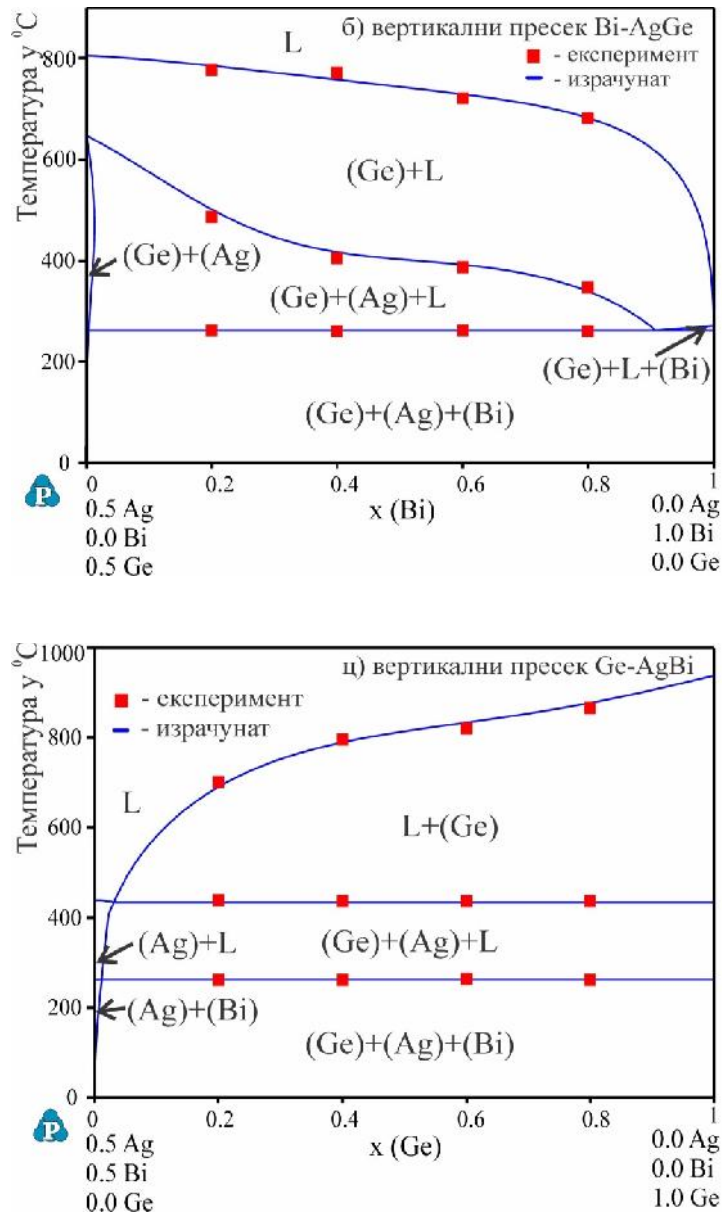 б) вертикални пресек Bi-AgGe
- експеримент
- израчунат
Температура у ⁰C
800
600
400
200
0
L
(Ge)+L
(Ge)+(Ag)
(Ge)+(Ag)+L
(Ge)+L+(Bi)
(Ge)+(Ag)+(Bi)
P
0
0.2
0.4
0.6
0.8
1
x (Bi)
0.5 Ag
0.0 Bi
0.5 Ge
0.0 Ag
1.0 Bi
0.0 Ge
ц) вертикални пресек Ge-AgBi
- експеримент
- израчунат
Температура у ⁰C
1000
800
600
400
200
0
L
L+(Ge)
(Ag)+L
(Ge)+(Ag)+L
(Ag)+(Bi)
(Ge)+(Ag)+(Bi)
P
0
0.2
0.4
0.6
0.8
1
x (Ge)
0.5 Ag
0.5 Bi
0.0 Ge
0.0 Ag
0.0 Bi
1.0 Ge